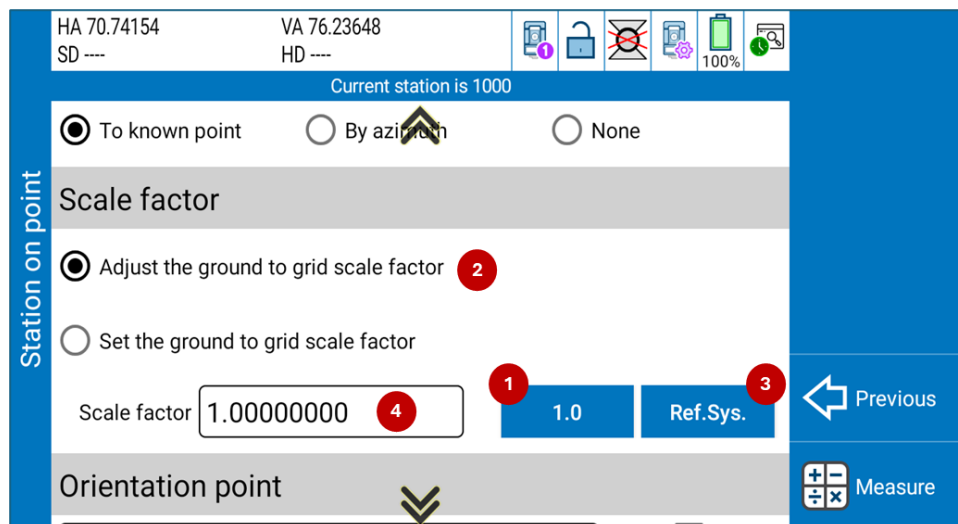 HA 70.74154 VA 76.23648
SD ---- HD ----
1
100%
Current station is 1000
Station on point
To known point By azimuth None
Scale factor
Adjust the ground to grid scale factor 2
Set the ground to grid scale factor
1 3
Scale factor 1.00000000 4 1.0 Ref.Sys.
Previous
Orientation point
Measure